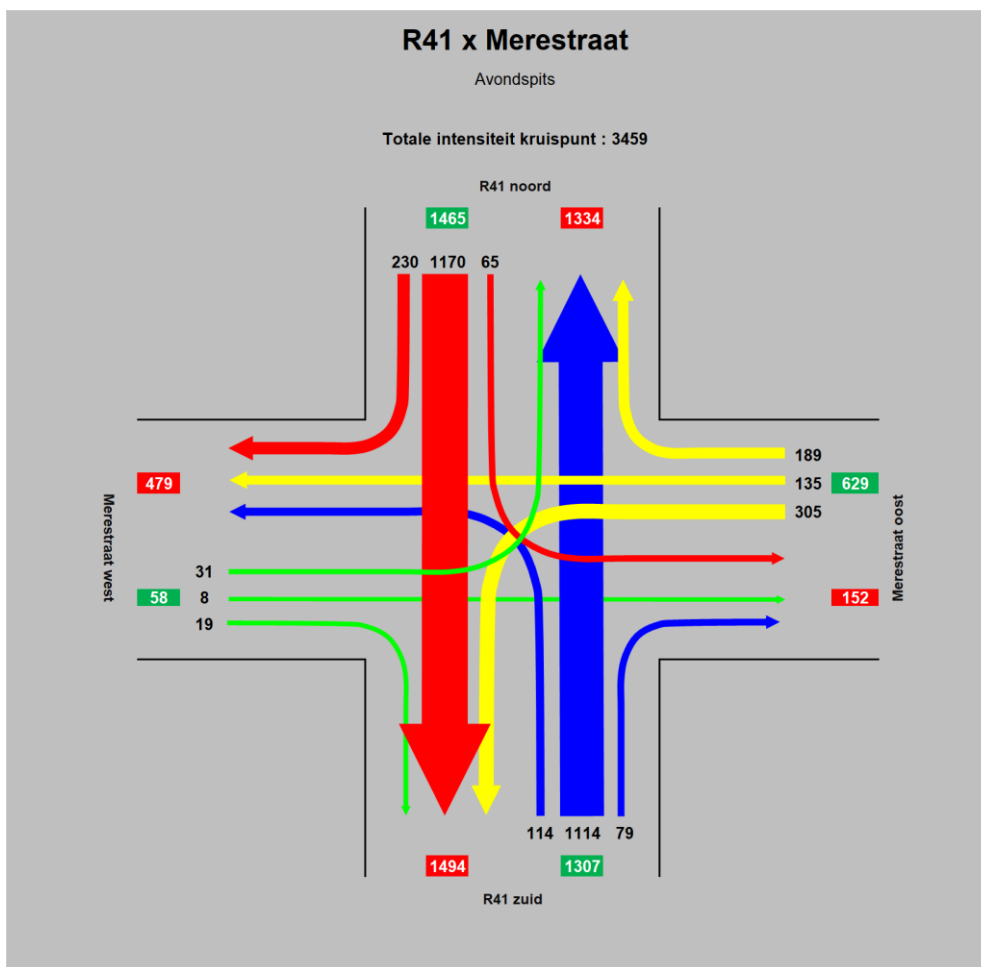 R41 x Merestraat
Avondspits
Totale intensiteit kruispunt : 3459
R41 noord
1465 1334
230 1170 65
189
479 135 629
305
Merestraat west
Merestraat oost
31
58 8 152
19
114 1114 79
1494 1307
R41 zuid